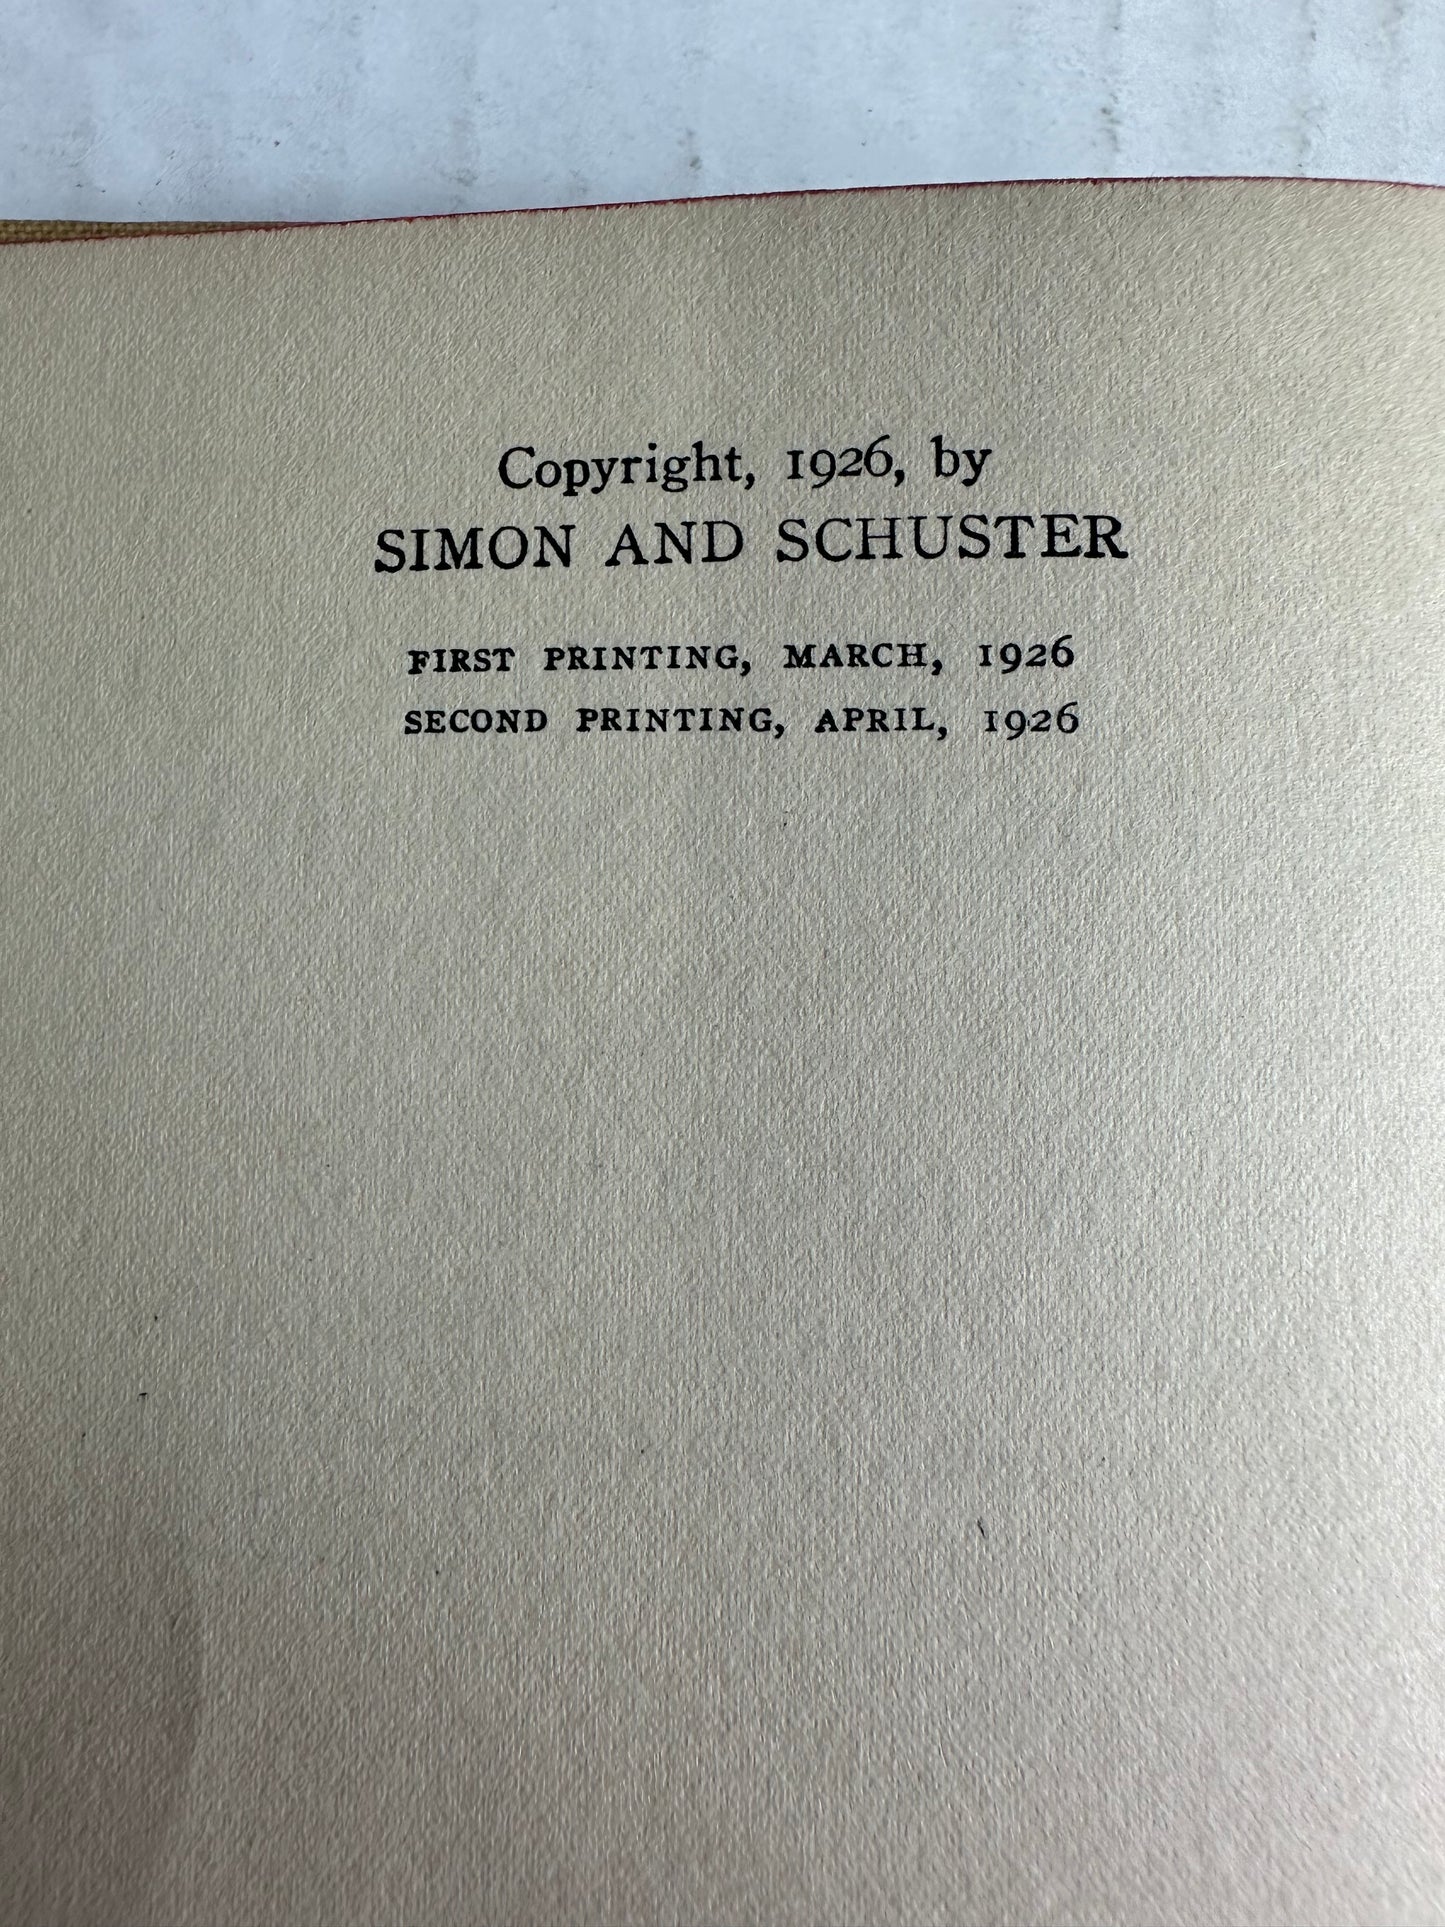 Copyright, 1926, by
SIMON AND SCHUSTER
FIRST PRINTING, MARCH, 1926
SECOND PRINTING, APRIL, 1926